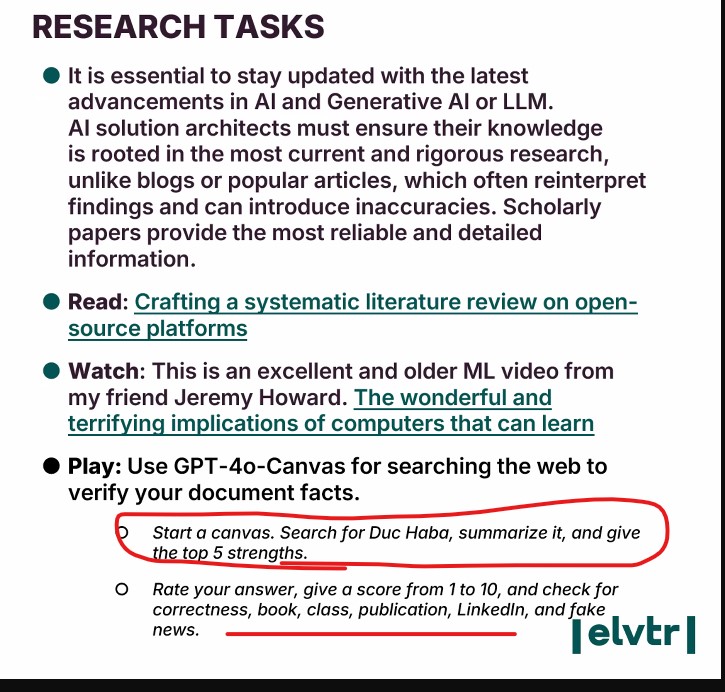 RESEARCH TASKS
It is essential to stay updated with the latest
advancements in AI and Generative AI or LLM.
AI solution architects must ensure their knowledge
is rooted in the most current and rigorous research,
unlike blogs or popular articles, which often reinterpret
findings and can introduce inaccuracies. Scholarly
papers provide the most reliable and detailed
information.
Read: Crafting a systematic literature review on open-
source platforms
Watch: This is an excellent and older ML video from
my friend Jeremy Howard. The wonderful and
terrifying implications of computers that can learn
Play: Use GPT-4o-Canvas for searching the web to
verify your document facts.
Start a canvas. Search for Duc Haba, summarize it, and give
the top 5 strengths.
Rate your answer, give a score from 1 to 10, and check for
correctness, book, class, publication, LinkedIn, and fake
news.
elvtr